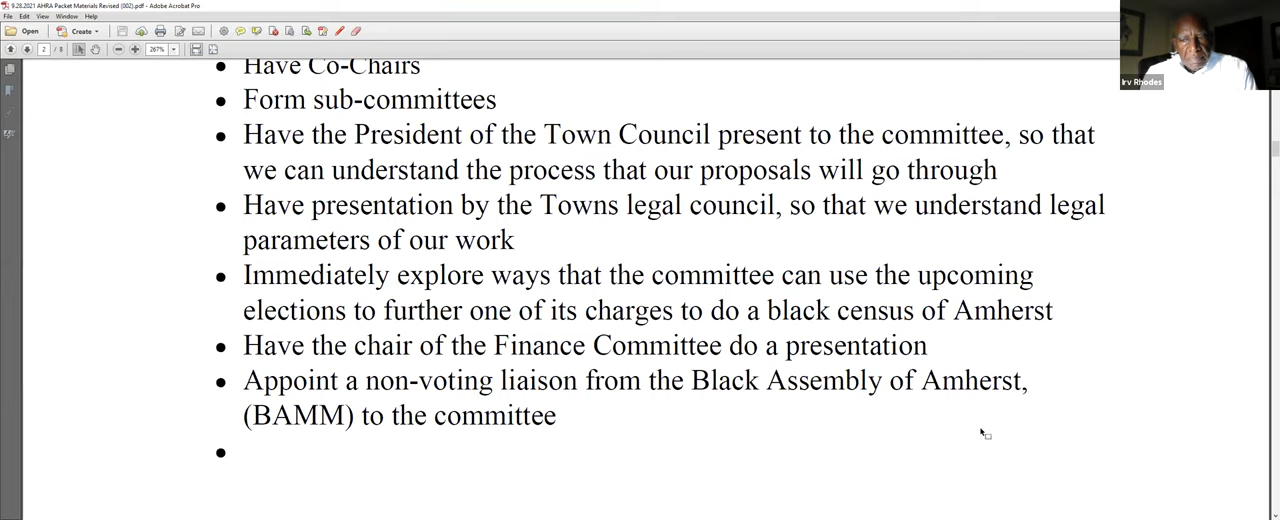 9.28.2021 AHRA Packet Materials Revised (002).pdf - Adobe Acrobat Pro
File Edit View Window Help
Open Create
2 / 8 267%
Irv Rhodes
• Have Co-Chairs
• Form sub-committees
• Have the President of the Town Council present to the committee, so that
we can understand the process that our proposals will go through
• Have presentation by the Towns legal council, so that we understand legal
parameters of our work
• Immediately explore ways that the committee can use the upcoming
elections to further one of its charges to do a black census of Amherst
• Have the chair of the Finance Committee do a presentation
• Appoint a non-voting liaison from the Black Assembly of Amherst,
(BAMM) to the committee
•